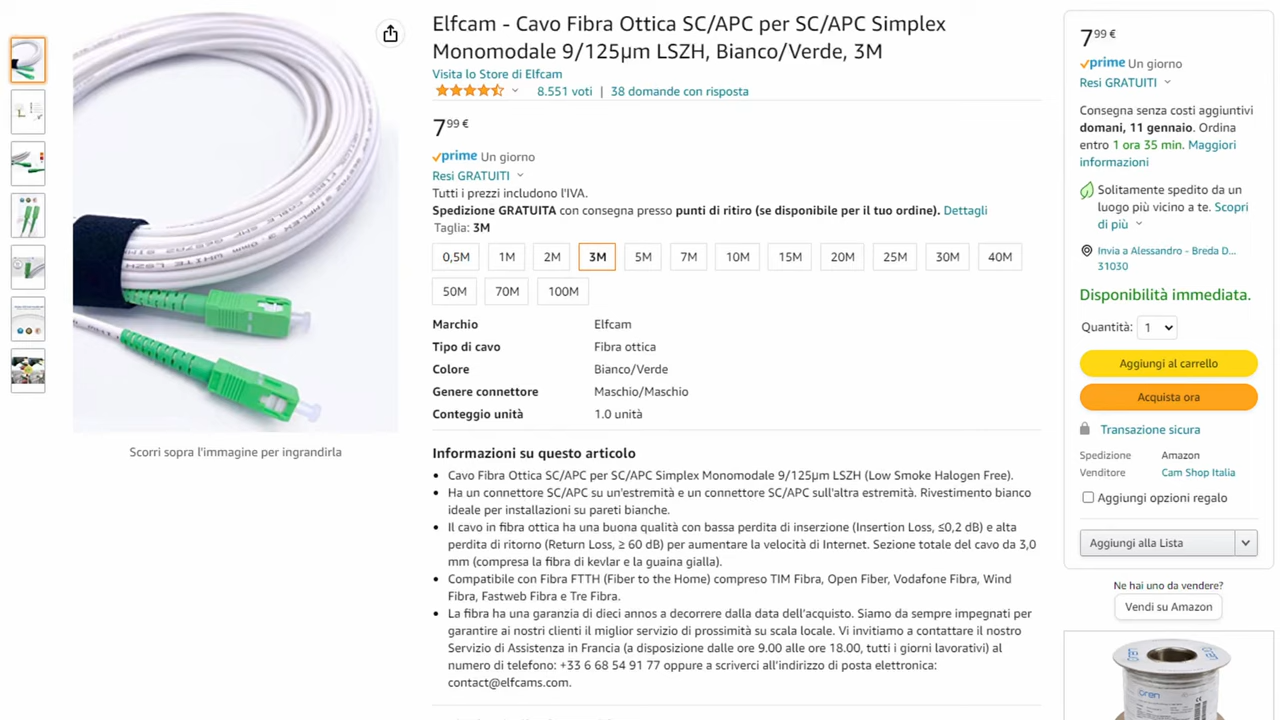 Elfcam - Cavo Fibra Ottica SC/APC per SC/APC Simplex
Monomodale 9/125µm LSZH, Bianco/Verde, 3M
Visita lo Store di Elfcam
8.551 voti | 38 domande con risposta
7 99 €
prime Un giorno
Resi GRATUITI
Tutti i prezzi includono l'IVA.
Spedizione GRATUITA con consegna presso punti di ritiro (se disponibile per il tuo ordine). Dettagli
Taglia: 3M
0,5M 1M 2M 3M 5M 7M 10M 15M 20M 25M 30M 40M
50M 70M 100M
Marchio Elfcam
Tipo di cavo Fibra ottica
Colore Bianco/Verde
Genere connettore Maschio/Maschio
Conteggio unità 1.0 unità
Scorri sopra l'immagine per ingrandirla
Informazioni su questo articolo
Cavo Fibra Ottica SC/APC per SC/APC Simplex Monomodale 9/125µm LSZH (Low Smoke Halogen Free).
Ha un connettore SC/APC su un'estremità e un connettore SC/APC sull'altra estremità. Rivestimento bianco
ideale per installazioni su pareti bianche.
Il cavo in fibra ottica ha una buona qualità con bassa perdita di inserzione (Insertion Loss, ≤0,2 dB) e alta
perdita di ritorno (Return Loss, ≥ 60 dB) per aumentare la velocità di Internet. Sezione totale del cavo da 3,0
mm (compresa la fibra di kevlar e la guaina gialla).
Compatibile con Fibra FTTH (Fiber to the Home) compreso TIM Fibra, Open Fiber, Vodafone Fibra, Wind
Fibra, Fastweb Fibra e Tre Fibra.
La fibra ha una garanzia di dieci annos a decorrere dalla data dell'acquisto. Siamo da sempre impegnati per
garantire ai nostri clienti il miglior servizio di prossimità su scala locale. Vi invitiamo a contattare il nostro
Servizio di Assistenza in Francia (a disposizione dalle ore 9.00 alle ore 18.00, tutti i giorni lavorativi) al
numero di telefono: +33 6 68 54 91 77 oppure a scriverci all'indirizzo di posta elettronica:
contact@elfcams.com.
7 99 €
prime Un giorno
Resi GRATUITI
Consegna senza costi aggiuntivi
domani, 11 gennaio. Ordina
entro 1 ora 35 min. Maggiori
informazioni
Solitamente spedito da un
luogo più vicino a te. Scopri
di più
Invia a Alessandro - Breda D...
31030
Disponibilità immediata.
Quantità: 1
Aggiungi al carrello
Acquista ora
Transazione sicura
Spedizione Amazon
Venditore Cam Shop Italia
Aggiungi opzioni regalo
Aggiungi alla Lista
Ne hai uno da vendere?
Vendi su Amazon